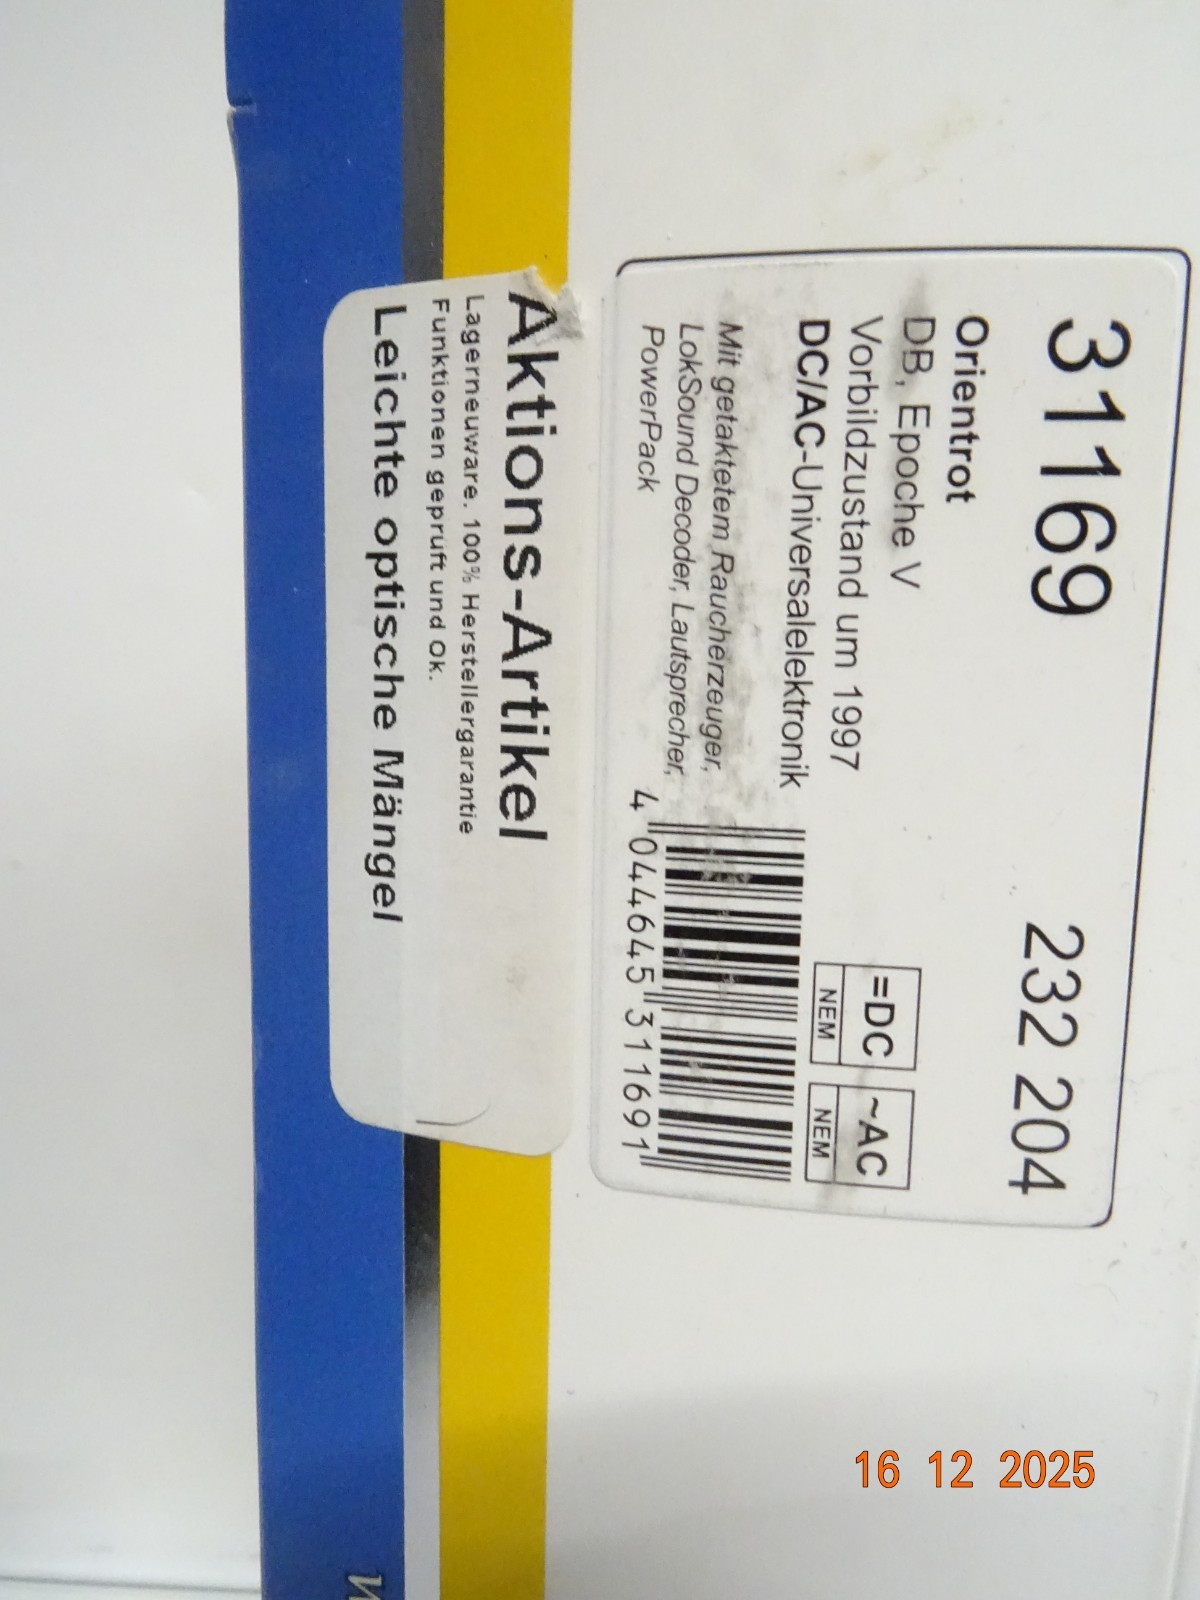 31169 232 204
Orientrot
DB, Epoche V
Vorbildzustand um 1997
DC/AC-Universalelektronik
=DC
NEM
~AC
NEM
Mit getaktetem Raucherzeuger,
LokSound Decoder, Lautsprecher,
PowerPack
4 044645 311691
Aktions-Artikel
Lagerneuware. 100% Herstellergarantie
Funktionen gepruft und Ok.
Leichte optische Mängel
16 12 2025